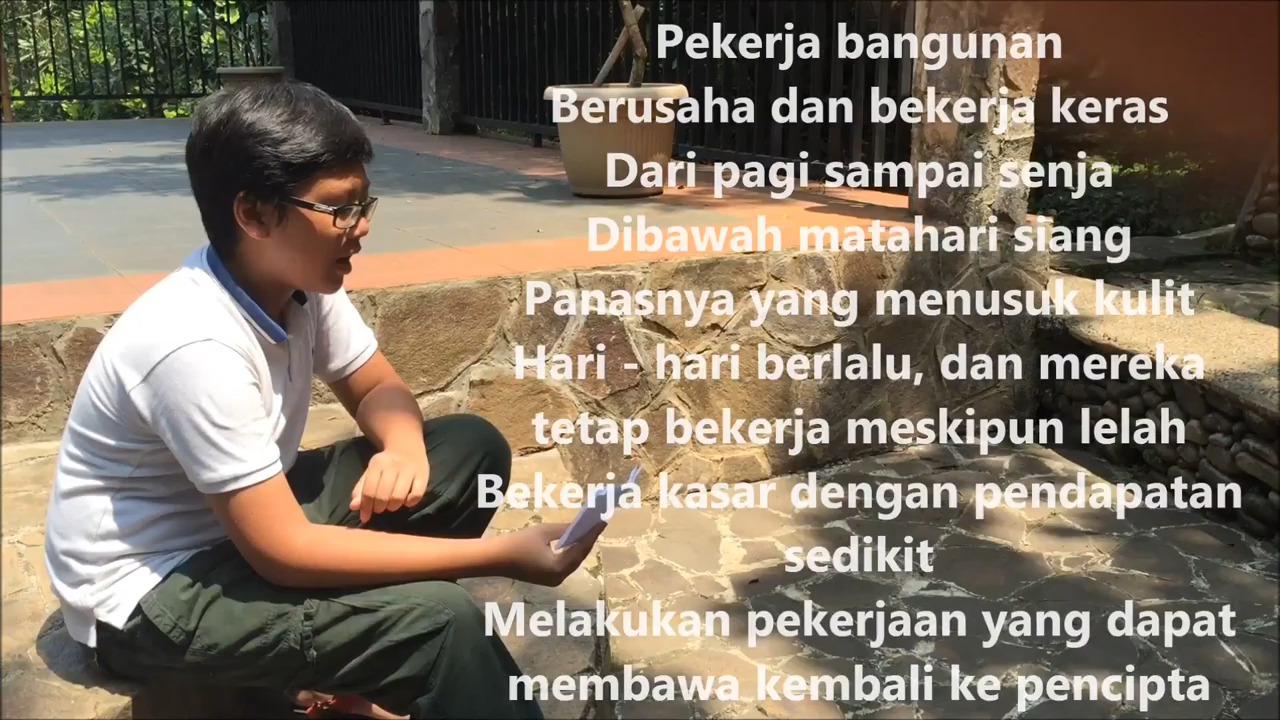 Pekerja bangunan
Berusaha dan bekerja keras
Dari pagi sampai senja
Dibawah matahari siang
Panasnya yang menusuk kulit
Hari - hari berlalu, dan mereka
tetap bekerja meskipun lelah
Bekerja kasar dengan pendapatan
sedikit
Melakukan pekerjaan yang dapat
membawa kembali ke pencipta